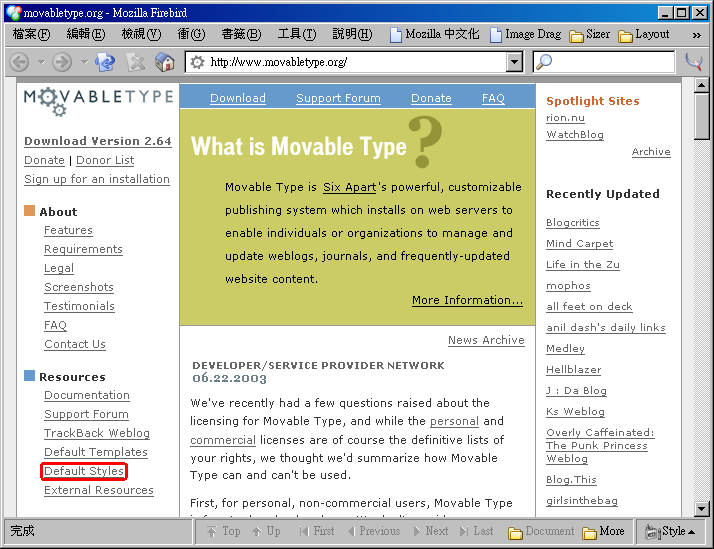 movabletype.org - Mozilla Firebird
檔案(F) 編輯(E) 檢視(V) 衝(G) 書籤(B) 工具(T) 說明(H) Mozilla 中文化 Image Drag Sizer Layout »
http://www.movabletype.org/
MOVABLETYPE
Download Version 2.64
Donate | Donor List
Sign up for an installation
About
Features
Requirements
Legal
Screenshots
Testimonials
FAQ
Contact Us
Resources
Documentation
Support Forum
TrackBack Weblog
Default Templates
Default Styles
External Resources
Download Support Forum Donate FAQ
What is Movable Type ?
Movable Type is Six Apart's powerful, customizable
publishing system which installs on web servers to
enable individuals or organizations to manage and
update weblogs, journals, and frequently-updated
website content.
More Information...
News Archive
DEVELOPER/SERVICE PROVIDER NETWORK
06.22.2003
We've recently had a few questions raised about the
licensing for Movable Type, and while the personal and
commercial licenses are of course the definitive lists of
your rights, we thought we'd summarize how Movable
Type can and can't be used.
First, for personal, non-commercial users, Movable Type
Spotlight Sites
rion.nu
WatchBlog
Archive
Recently Updated
Blogcritics
Mind Carpet
Life in the Zu
mophos
all feet on deck
anil dash's daily links
Medley
Hellblazer
J : Da Blog
Ks Weblog
Overly Caffeinated:
The Punk Princess
Weblog
Blog.This
girlsinthebag
完成 Top Up First Previous Next Last Document More Style